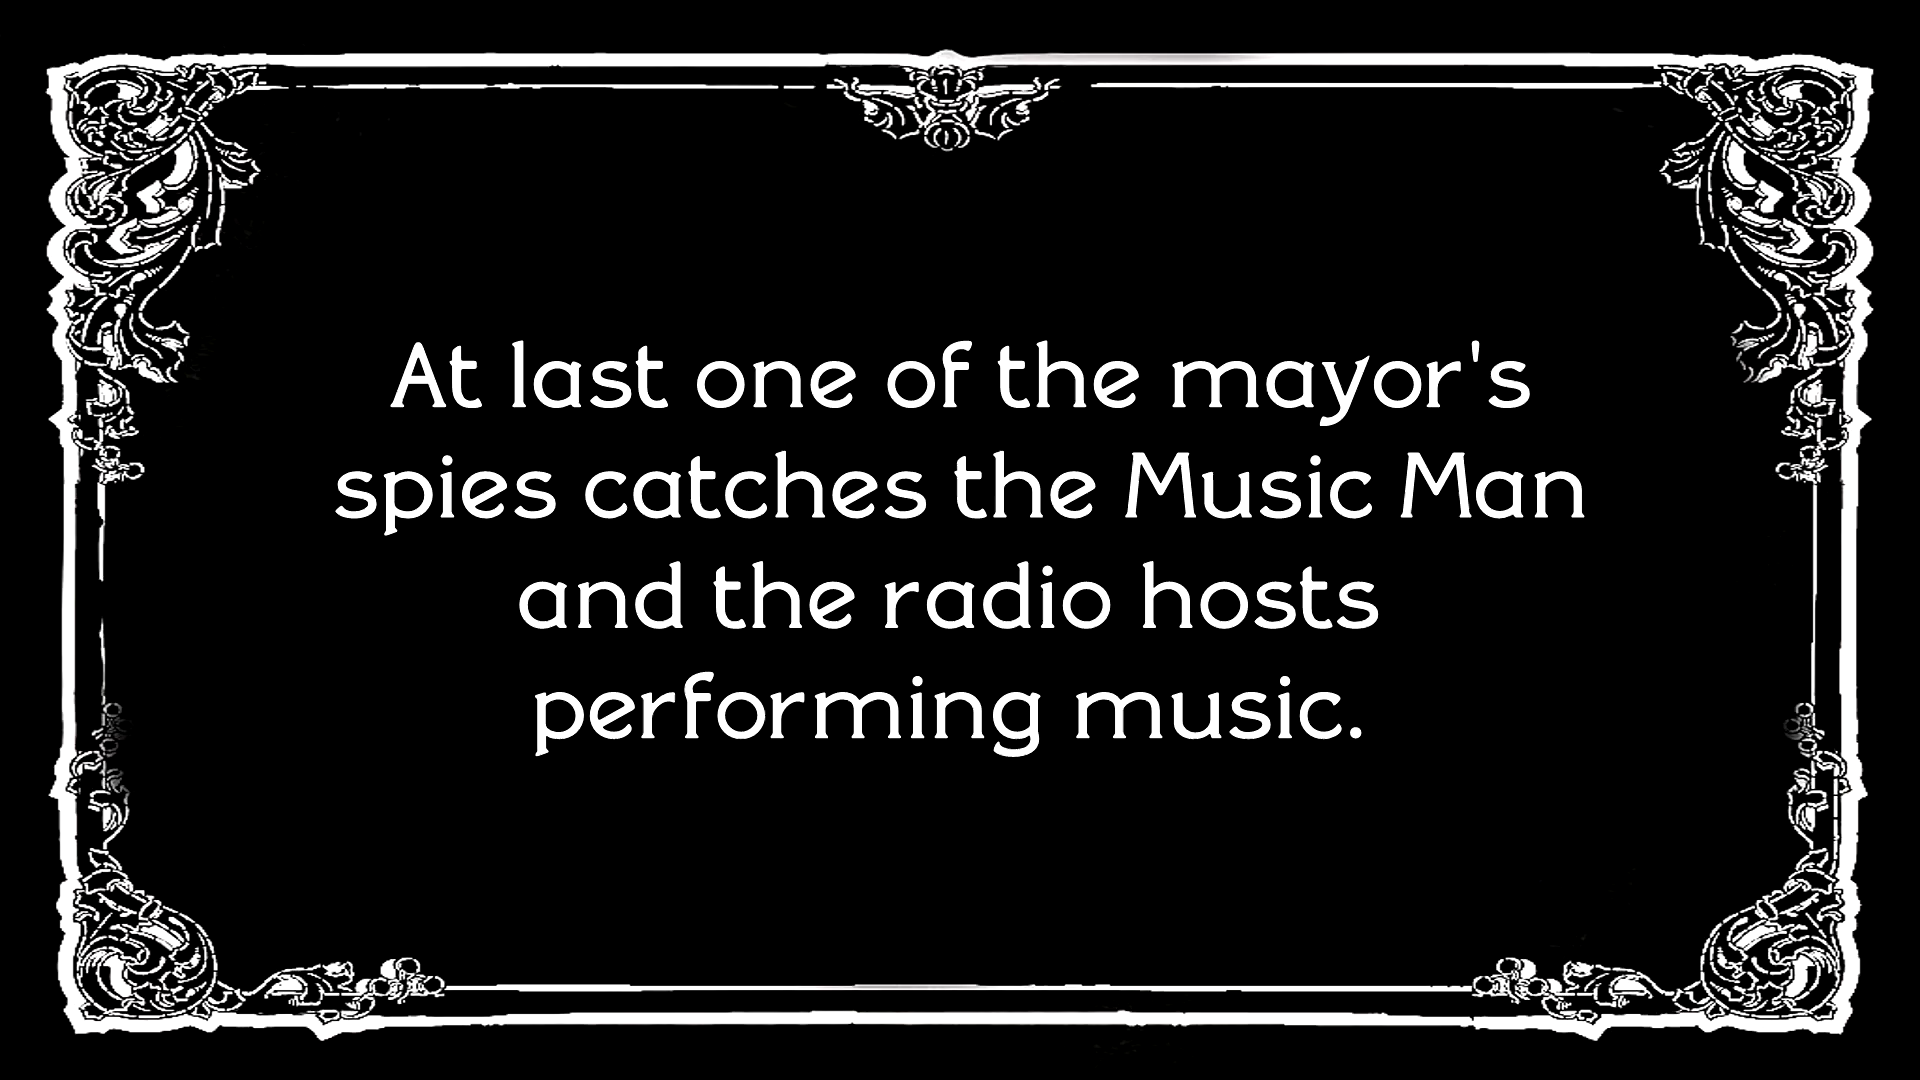 At last one of the mayor's
spies catches the Music Man
and the radio hosts
performing music.